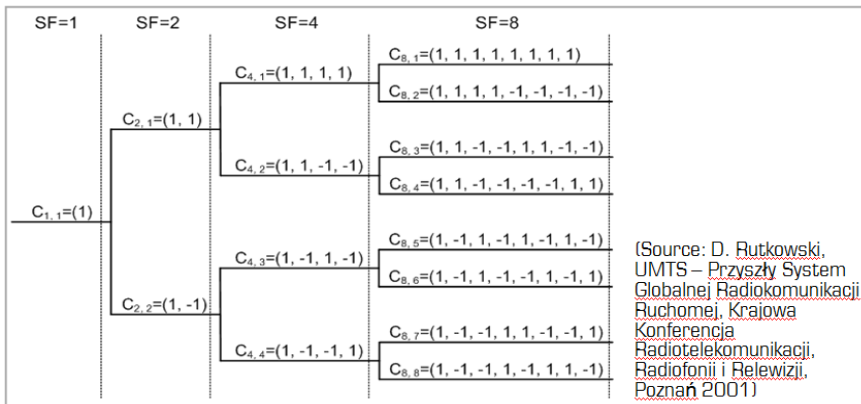 SF=1 SF=2 SF=4 SF=8
C8, 1=(1, 1, 1, 1, 1, 1, 1, 1)
C4, 1=(1, 1, 1, 1)
C8, 2=(1, 1, 1, 1, -1, -1, -1, -1)
C2, 1=(1, 1)
C8, 3=(1, 1, -1, -1, 1, 1, -1, -1)
C4, 2=(1, 1, -1, -1)
C8, 4=(1, 1, -1, -1, -1, -1, 1, 1)
C1, 1=(1)
C8, 5=(1, -1, 1, -1, 1, -1, 1, -1)
C4, 3=(1, -1, 1, -1)
C8, 6=(1, -1, 1, -1, -1, 1, -1, 1)
C2, 2=(1, -1)
C8, 7=(1, -1, -1, 1, 1, -1, -1, 1)
C4, 4=(1, -1, -1, 1)
C8, 8=(1, -1, -1, 1, -1, 1, 1, -1)
(Source: D. Rutkowski,
UMTS – Przyszły System
Globalnej Radiokomunikacji
Ruchomej, Krajowa
Konferencja
Radiotelekomunikacji,
Radiofonii i Relewizji,
Poznań 2001)